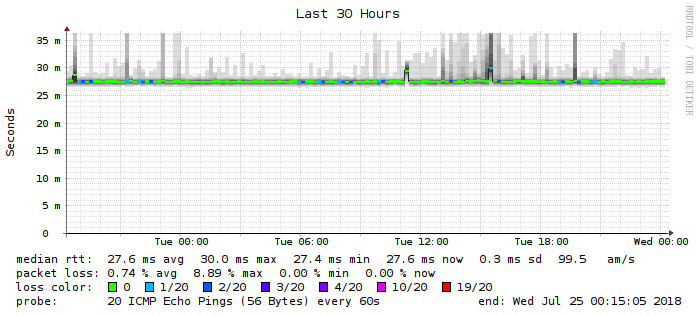 Last 30 Hours
RRDTOOL / TOBI OETIKER
Seconds
35 m
30 m
25 m
20 m
15 m
10 m
5 m
0
Tue 00:00 Tue 06:00 Tue 12:00 Tue 18:00 Wed 00:00
median rtt: 27.6 ms avg 30.0 ms max 27.4 ms min 27.6 ms now 0.3 ms sd 99.5 am/s
packet loss: 0.74 % avg 8.89 % max 0.00 % min 0.00 % now
loss color: 0 1/20 2/20 3/20 4/20 10/20 19/20
probe: 20 ICMP Echo Pings (56 Bytes) every 60s end: Wed Jul 25 00:15:05 2018